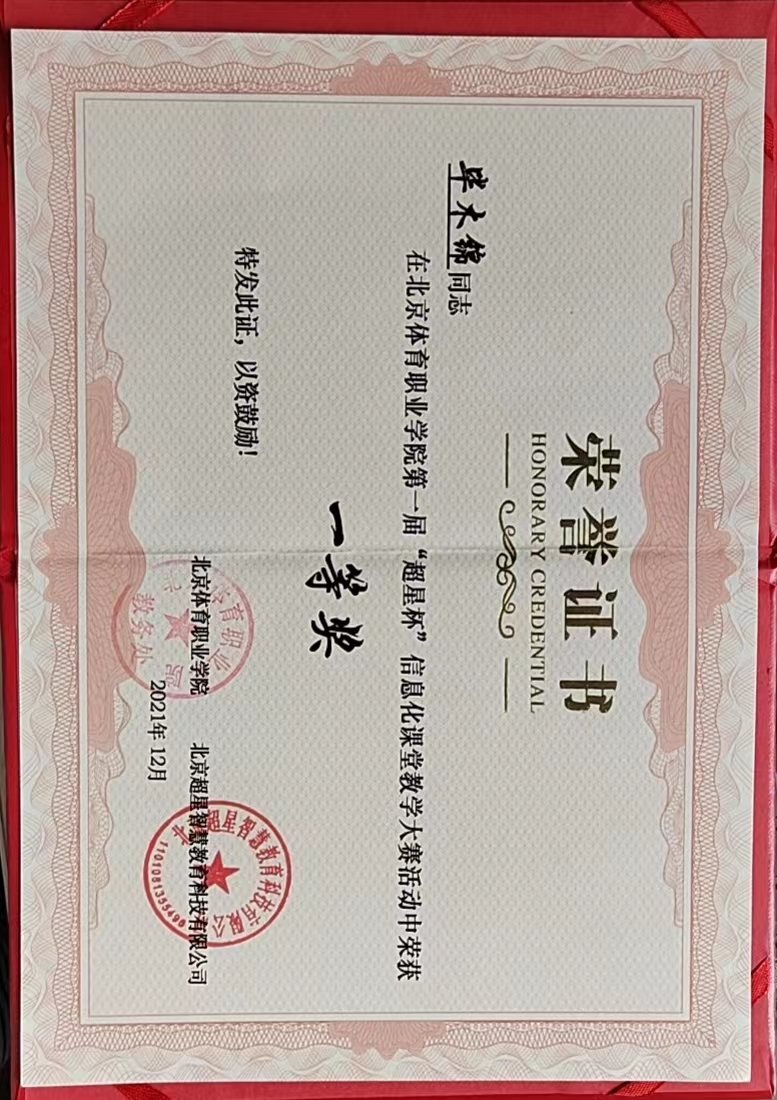 荣誉证书
HONORARY CREDENTIAL
毕木锦同志
在北京体育职业学院第一届“超星杯”信息化课堂教学大赛活动中荣获
一等奖
特发此证，以资鼓励！
北京体育职业学院 北京超星智慧教育科技有限公司
2021年12月
教务处
1101081355490